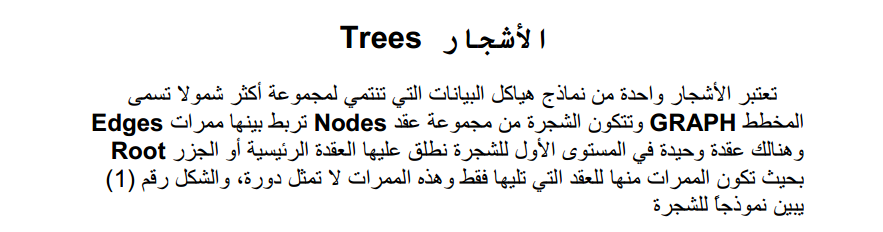 الأشجار Trees
تعتبر الأشجار واحدة من نماذج هياكل البيانات التي تنتمي لمجموعة أكثر شمولا تسمى
المخطط GRAPH وتتكون الشجرة من مجموعة عقد Nodes تربط بينها ممرات Edges
وهنالك عقدة وحيدة في المستوى الأول للشجرة نطلق عليها العقدة الرئيسية أو الجزر Root
بحيث تكون الممرات منها للعقد التي تليها فقط وهذه الممرات لا تمثل دورة، والشكل رقم (1)
يبين نموذجاً للشجرة